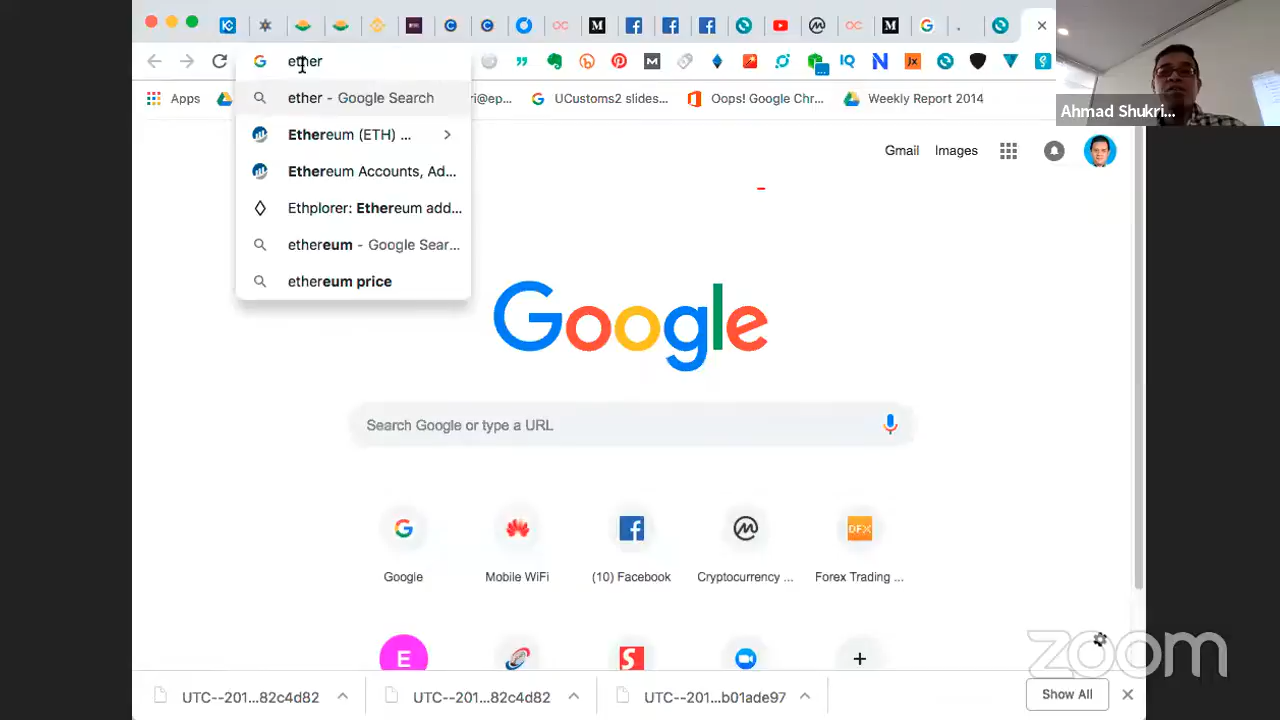 ether
ether - Google Search
Ethereum (ETH) ...
Ethereum Accounts, Ad...
Ethplorer: Ethereum add...
ethereum - Google Sear...
ethereum price
Apps
ri@ep...
UCustoms2 slides...
Oops! Google Chr...
Weekly Report 2014
Ahmad Shukri...
Gmail
Images
Google
Search Google or type a URL
Google
Mobile WiFi
(10) Facebook
Cryptocurrency ...
Forex Trading ...
DFX
E
S
zoom
UTC--201...82c4d82
UTC--201...82c4d82
UTC--201...b01ade97
Show All